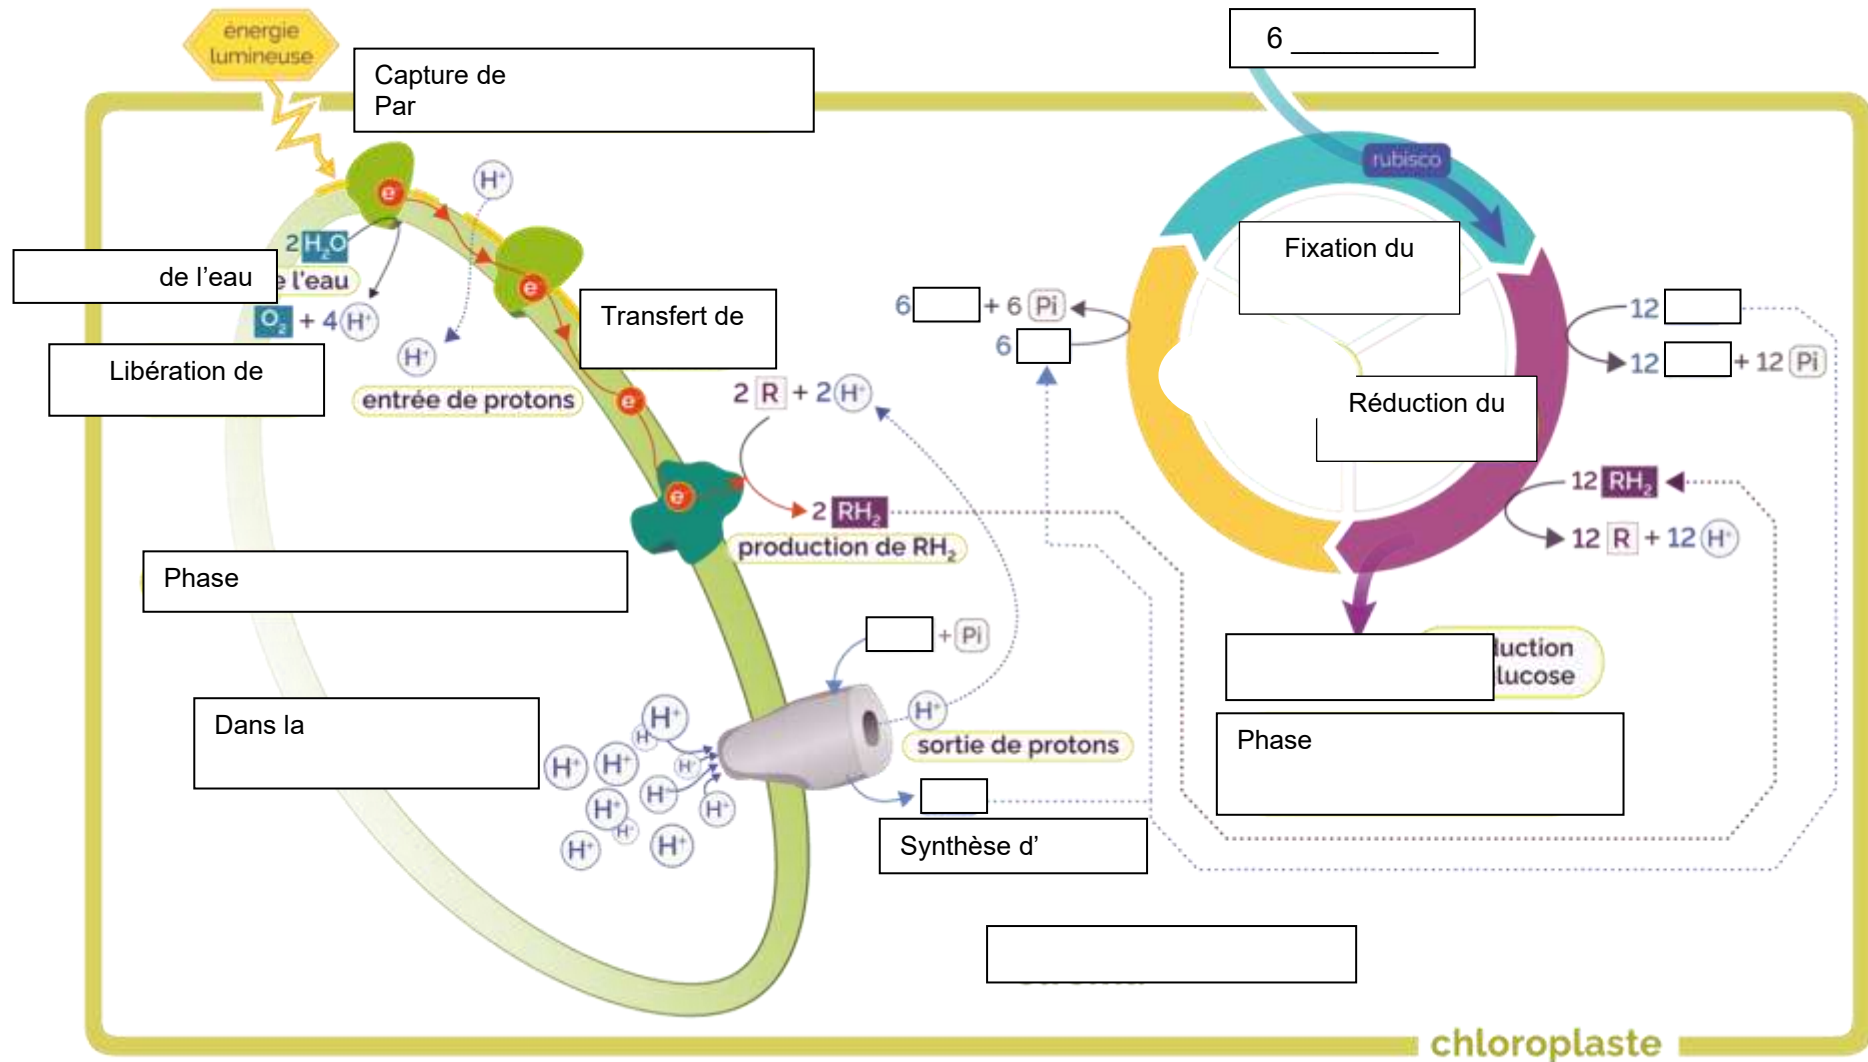 énergie
lumineuse
Capture de
Par
6 _________
rubisco
H⁺
e⁻
2 H₂O
de l'eau
e l'eau
O₂ + 4 H⁺
Libération de
H⁺
entrée de protons
e⁻
Transfert de
e⁻
2 R + 2 H⁺
e⁻
2 RH₂
production de RH₂
Fixation du
6 + 6 Pi
6
12
12 + 12 Pi
Réduction du
12 RH₂
12 R + 12 H⁺
Phase
+ Pi
duction
lucose
Dans la
Phase
H⁺
H⁺
H⁺
H⁺
H⁺
H⁺
H⁺
H⁺
H⁺
H⁺
H⁺
H⁺
sortie de protons
Synthèse d'
chloroplaste